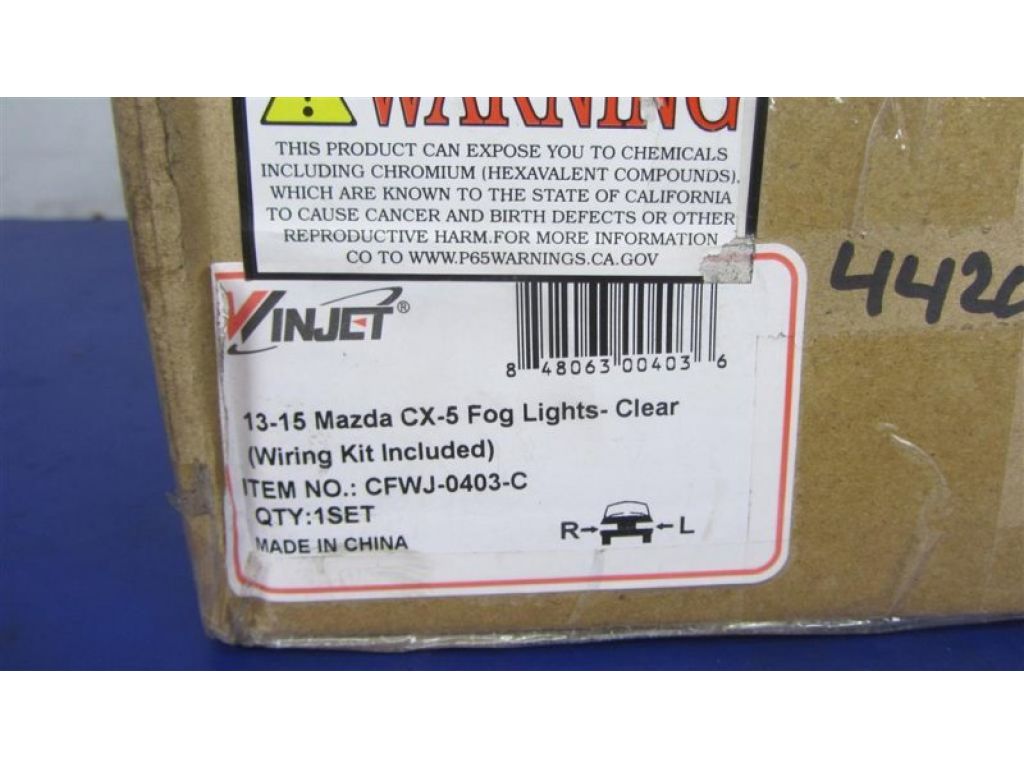 WARNING
THIS PRODUCT CAN EXPOSE YOU TO CHEMICALS
INCLUDING CHROMIUM (HEXAVALENT COMPOUNDS).
WHICH ARE KNOWN TO THE STATE OF CALIFORNIA
TO CAUSE CANCER AND BIRTH DEFECTS OR OTHER
REPRODUCTIVE HARM.FOR MORE INFORMATION
CO TO WWW.P65WARNINGS.CA.GOV
WINJET®
8 48063 00403 6
4420
13-15 Mazda CX-5 Fog Lights- Clear
(Wiring Kit Included)
ITEM NO.: CFWJ-0403-C
QTY:1SET
MADE IN CHINA
R L